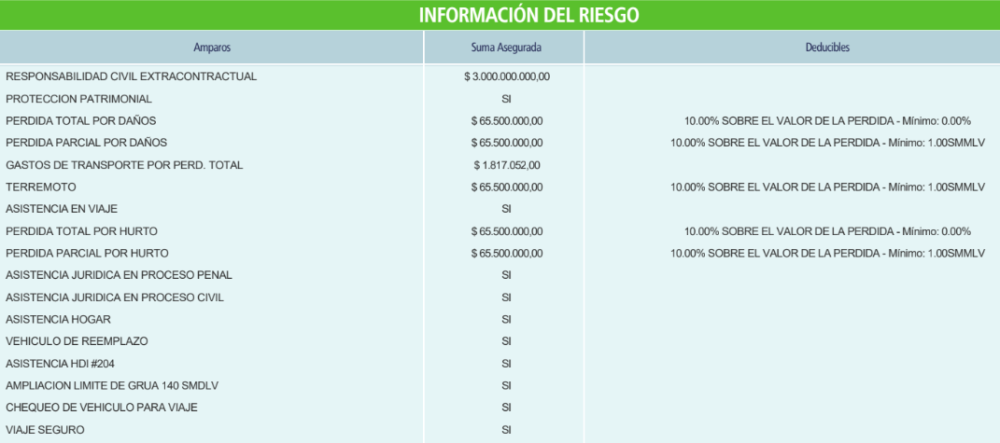 INFORMACIÓN DEL RIESGO
Amparos Suma Asegurada Deducibles
RESPONSABILIDAD CIVIL EXTRACONTRACTUAL $ 3.000.000.000,00
PROTECCION PATRIMONIAL SI
PERDIDA TOTAL POR DAÑOS $ 65.500.000,00 10.00% SOBRE EL VALOR DE LA PERDIDA - Mínimo: 0.00%
PERDIDA PARCIAL POR DAÑOS $ 65.500.000,00 10.00% SOBRE EL VALOR DE LA PERDIDA - Mínimo: 1.00SMMLV
GASTOS DE TRANSPORTE POR PERD. TOTAL $ 1.817.052,00
TERREMOTO $ 65.500.000,00 10.00% SOBRE EL VALOR DE LA PERDIDA - Mínimo: 1.00SMMLV
ASISTENCIA EN VIAJE SI
PERDIDA TOTAL POR HURTO $ 65.500.000,00 10.00% SOBRE EL VALOR DE LA PERDIDA - Mínimo: 0.00%
PERDIDA PARCIAL POR HURTO $ 65.500.000,00 10.00% SOBRE EL VALOR DE LA PERDIDA - Mínimo: 1.00SMMLV
ASISTENCIA JURIDICA EN PROCESO PENAL SI
ASISTENCIA JURIDICA EN PROCESO CIVIL SI
ASISTENCIA HOGAR SI
VEHICULO DE REEMPLAZO SI
ASISTENCIA HDI #204 SI
AMPLIACION LIMITE DE GRUA 140 SMDLV SI
CHEQUEO DE VEHICULO PARA VIAJE SI
VIAJE SEGURO SI